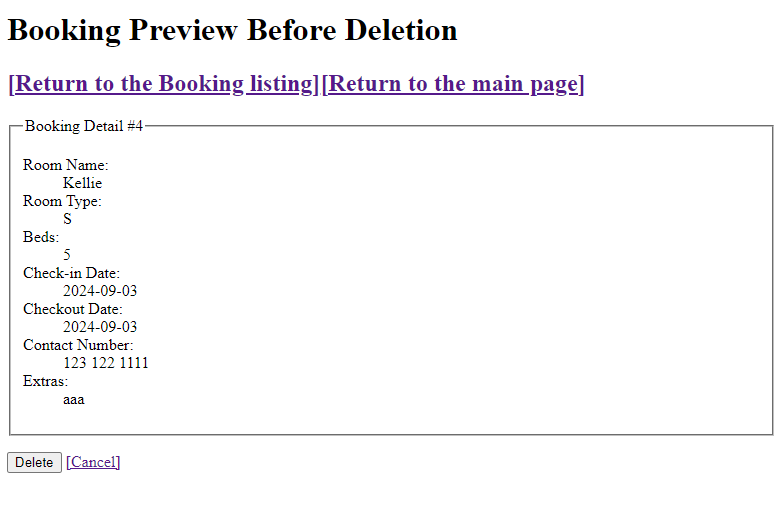 Booking Preview Before Deletion
[Return to the Booking listing][Return to the main page]
Booking Detail #4
Room Name:
Kellie
Room Type:
S
Beds:
5
Check-in Date:
2024-09-03
Checkout Date:
2024-09-03
Contact Number:
123 122 1111
Extras:
aaa
Delete [Cancel]